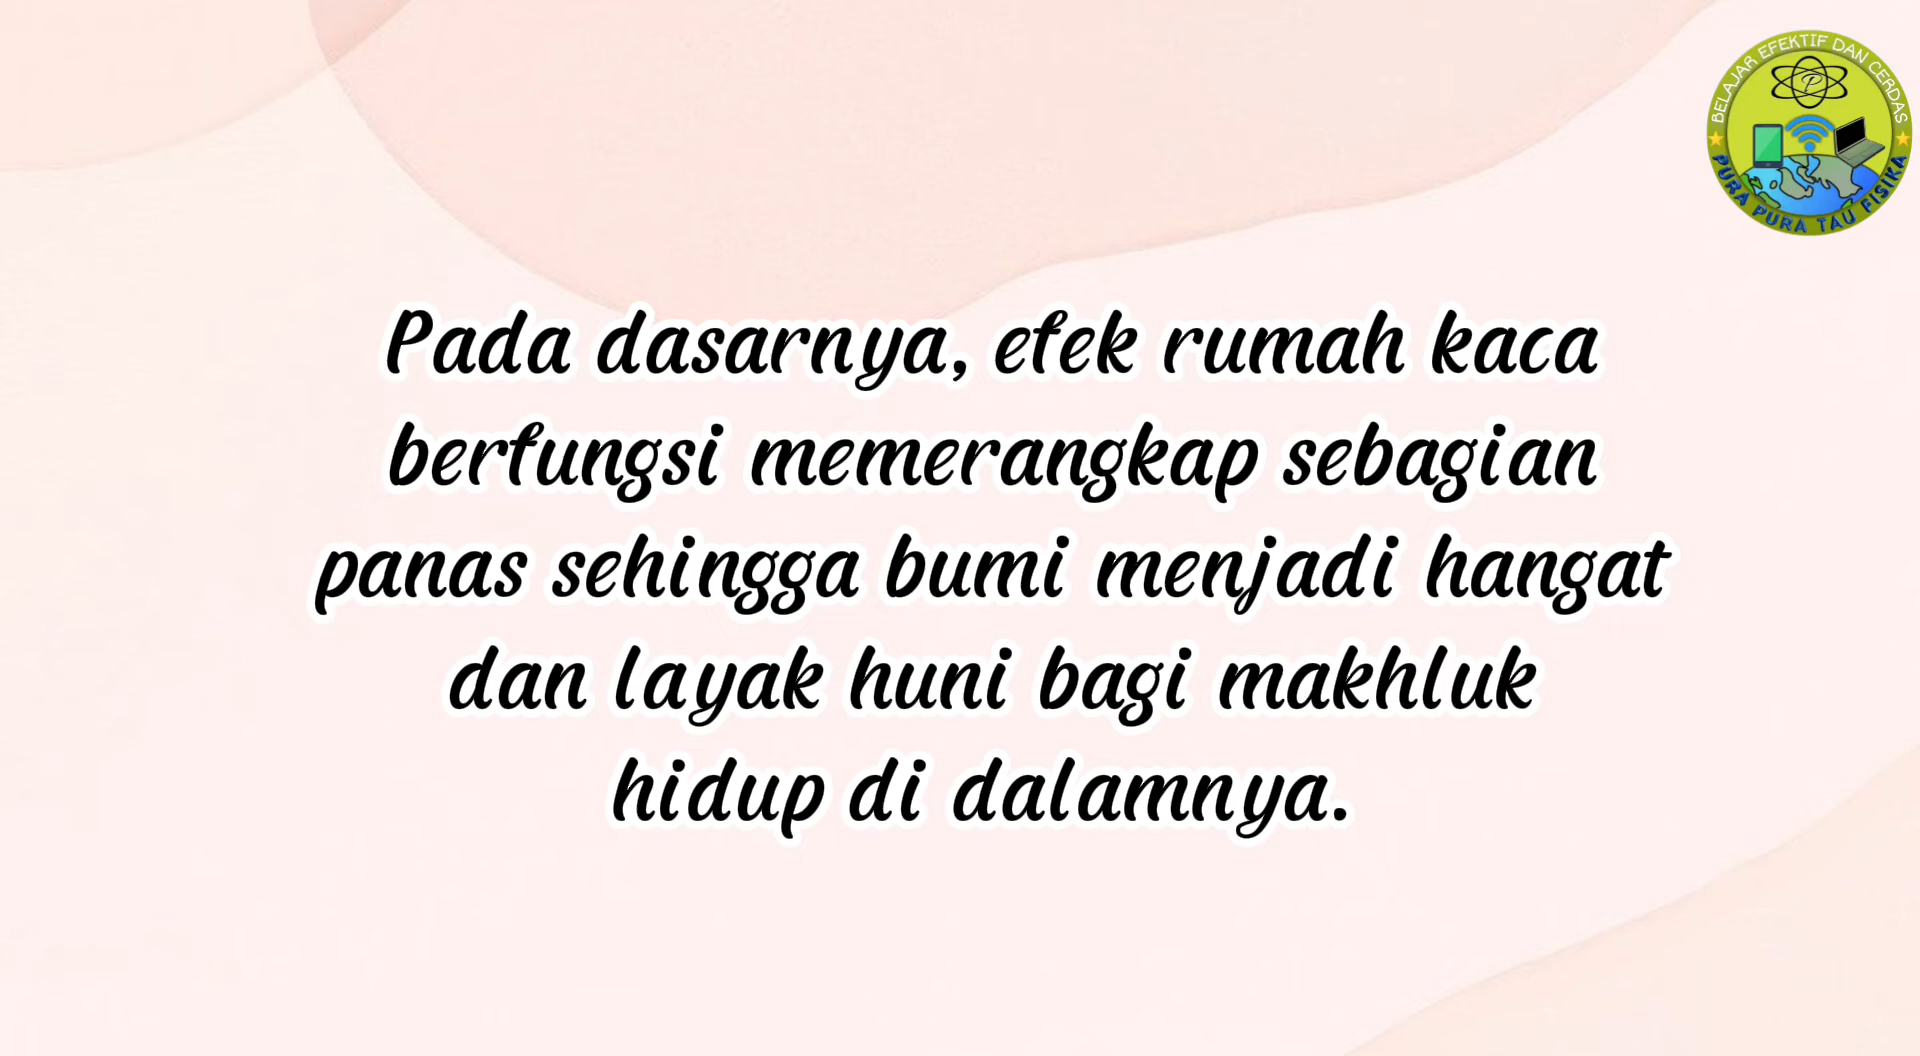 BELAJAR EFEKTIF DAN CERDAS
P
PURA PURA TAU FISIKA
Pada dasarnya, efek rumah kaca
berfungsi memerangkap sebagian
panas sehingga bumi menjadi hangat
dan layak huni bagi makhluk
hidup di dalamnya.